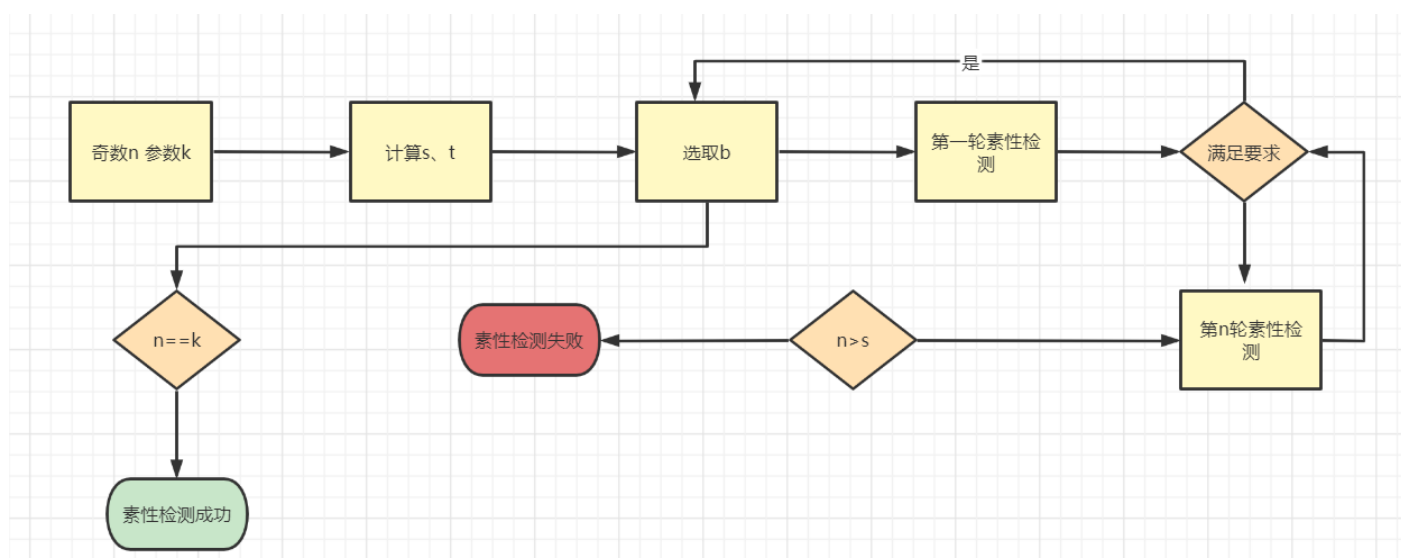 是
奇数n 参数k
计算s、t
选取b
第一轮素性检
测
满足要求
n==k
素性检测失败
n>s
第n轮素性检
测
素性检测成功